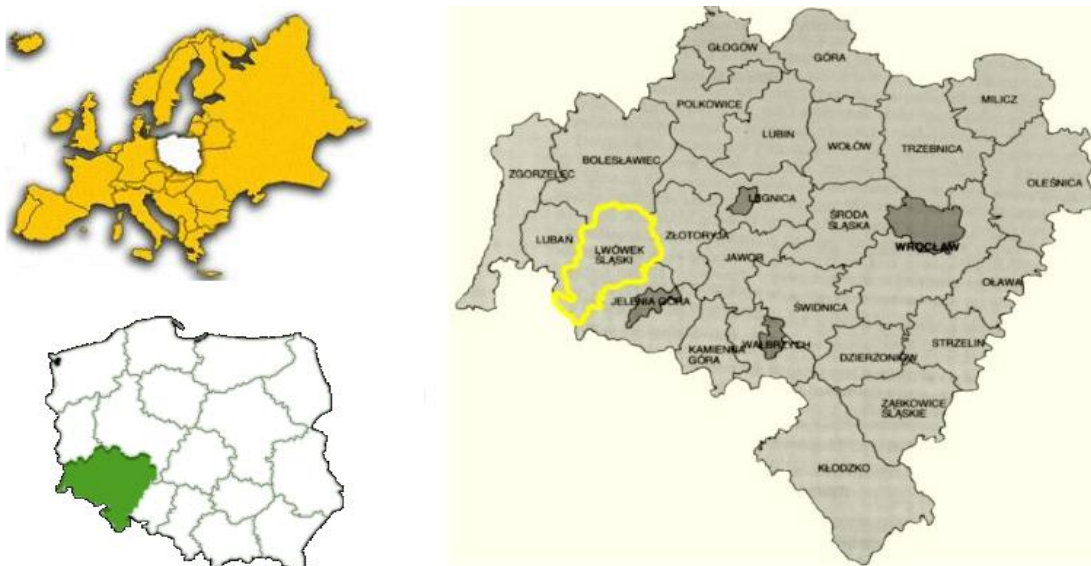 GŁOGÓW
GÓRA
MILICZ
POLKOWICE
LUBIN
WOŁÓW
TRZEBNICA
BOLESŁAWIEC
ZGORZELEC
OLEŚNICA
LEGNICA
ŚRODA
ŚLĄSKA
LUBAŃ
ZŁOTORYJA
WROCŁAW
LWÓWEK
ŚLĄSKI
JAWOR
OŁAWA
JELENIA GÓRA
ŚWIDNICA
STRZELIN
KAMIENNA
GÓRA
WAŁBRZYCH
DZIERŻONIÓW
ZĄBKOWICE
ŚLĄSKIE
KŁODZKO